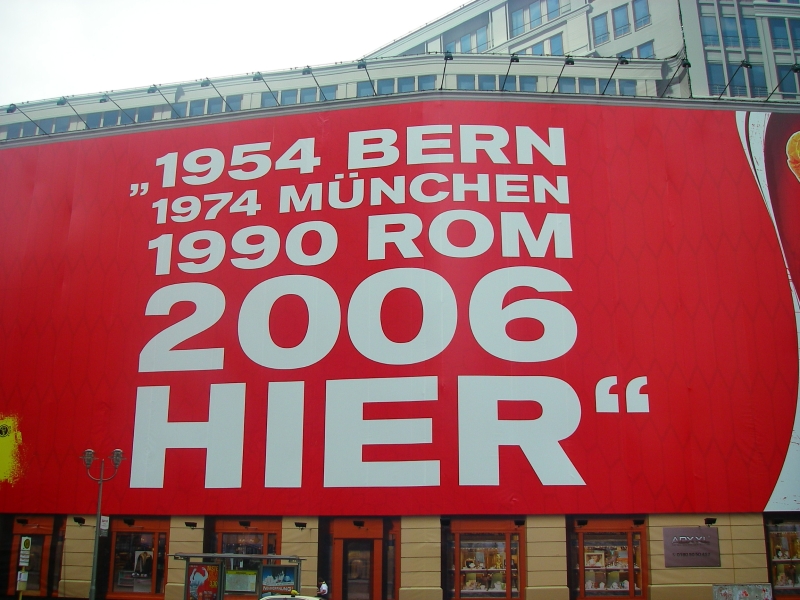 „1954 BERN
1974 MÜNCHEN
1990 ROM
2006
HIER“